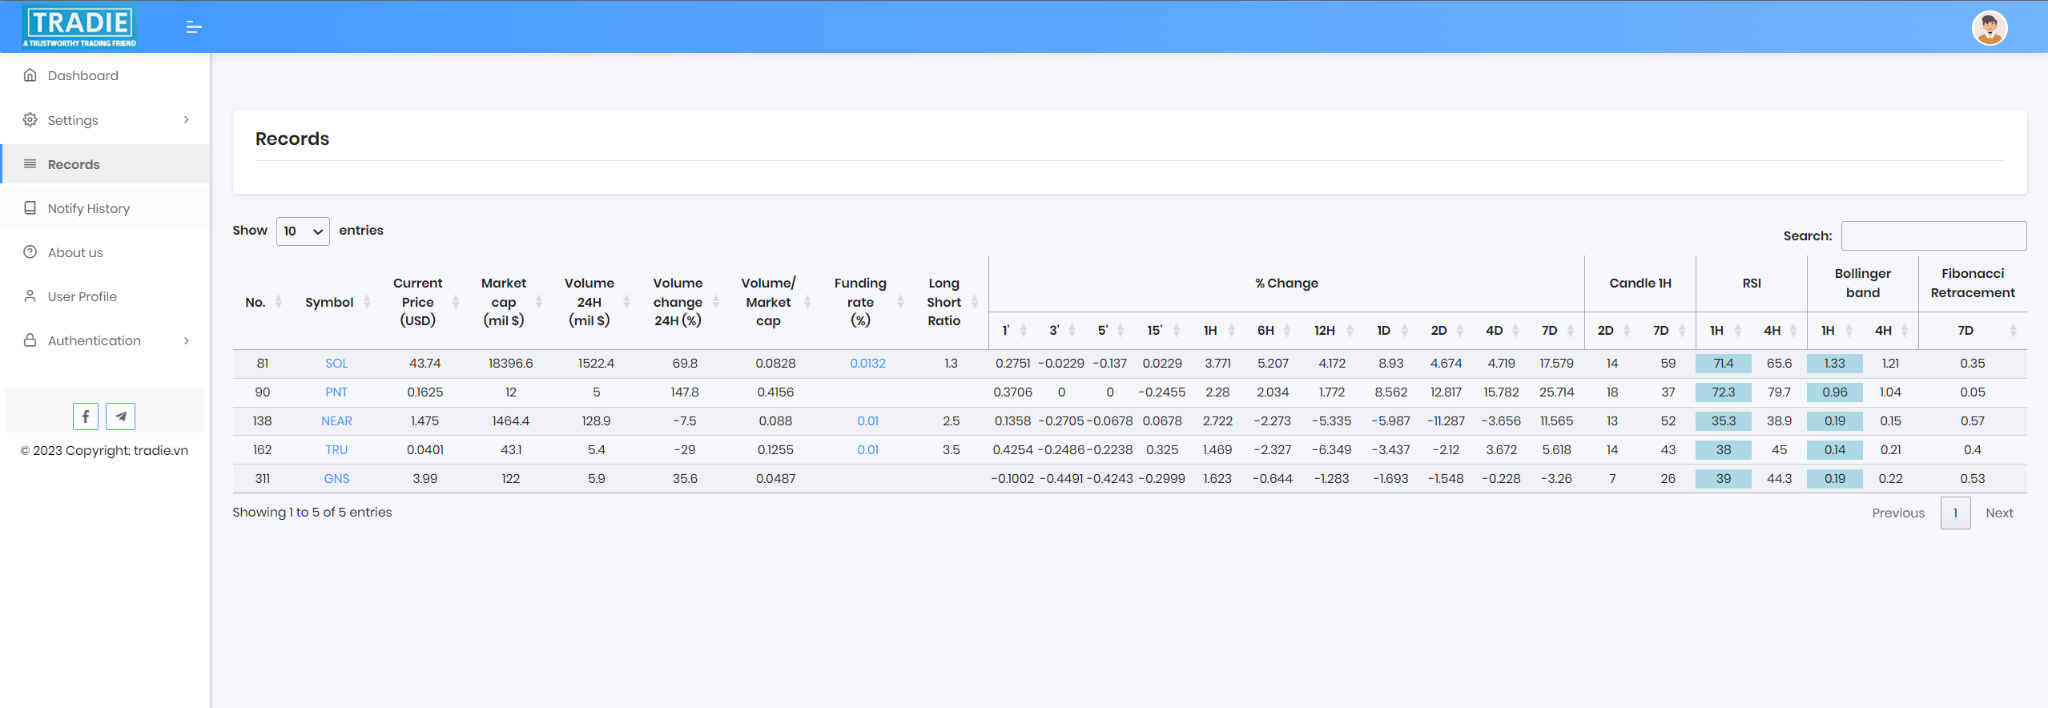 TRADIE
A TRUSTWORTHY TRADING FRIEND
Dashboard
Settings
Records
Notify History
About us
User Profile
Authentication
© 2023 Copyright: tradie.vn
Records
Show 10 entries
Search:
No. Symbol Current Price (USD) Market cap (mil $) Volume 24H (mil $) Volume change 24H (%) Volume/ Market cap Funding rate (%) Long Short Ratio % Change Candle 1H RSI Bollinger band Fibonacci Retracement
1' 3' 5' 15' 1H 6H 12H 1D 2D 4D 7D 2D 7D 1H 4H 1H 4H 7D
81 SOL 43.74 18396.6 1522.4 69.8 0.0828 0.0132 1.3 0.2751 -0.0229 -0.137 0.0229 3.771 5.207 4.172 8.93 4.674 4.719 17.579 14 59 71.4 65.6 1.33 1.21 0.35
90 PNT 0.1625 12 5 147.8 0.4156 0.3706 0 0 -0.2455 2.28 2.034 1.772 8.562 12.817 15.782 25.714 18 37 72.3 79.7 0.96 1.04 0.05
138 NEAR 1.475 1464.4 128.9 -7.5 0.088 0.01 2.5 0.1358 -0.2705 -0.0678 0.0678 2.722 -2.273 -5.335 -5.987 -11.287 -3.656 11.565 13 52 35.3 38.9 0.19 0.15 0.57
162 TRU 0.0401 43.1 5.4 -29 0.1255 0.01 3.5 0.4254 -0.2486 -0.2238 0.325 1.469 -2.327 -6.349 -3.437 -2.12 3.672 5.618 14 43 38 45 0.14 0.21 0.4
311 GNS 3.99 122 5.9 35.6 0.0487 -0.1002 -0.4491 -0.4243 -0.2999 1.623 -0.644 -1.283 -1.693 -1.548 -0.228 -3.26 7 26 39 44.3 0.19 0.22 0.53
Showing 1 to 5 of 5 entries
Previous 1 Next